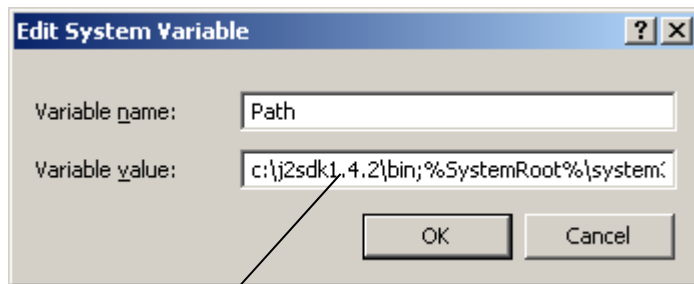 Edit System Variable
Variable name:
Path
Variable value:
c:\j2sdk1.4.2\bin;%SystemRoot%\system
OK
Cancel